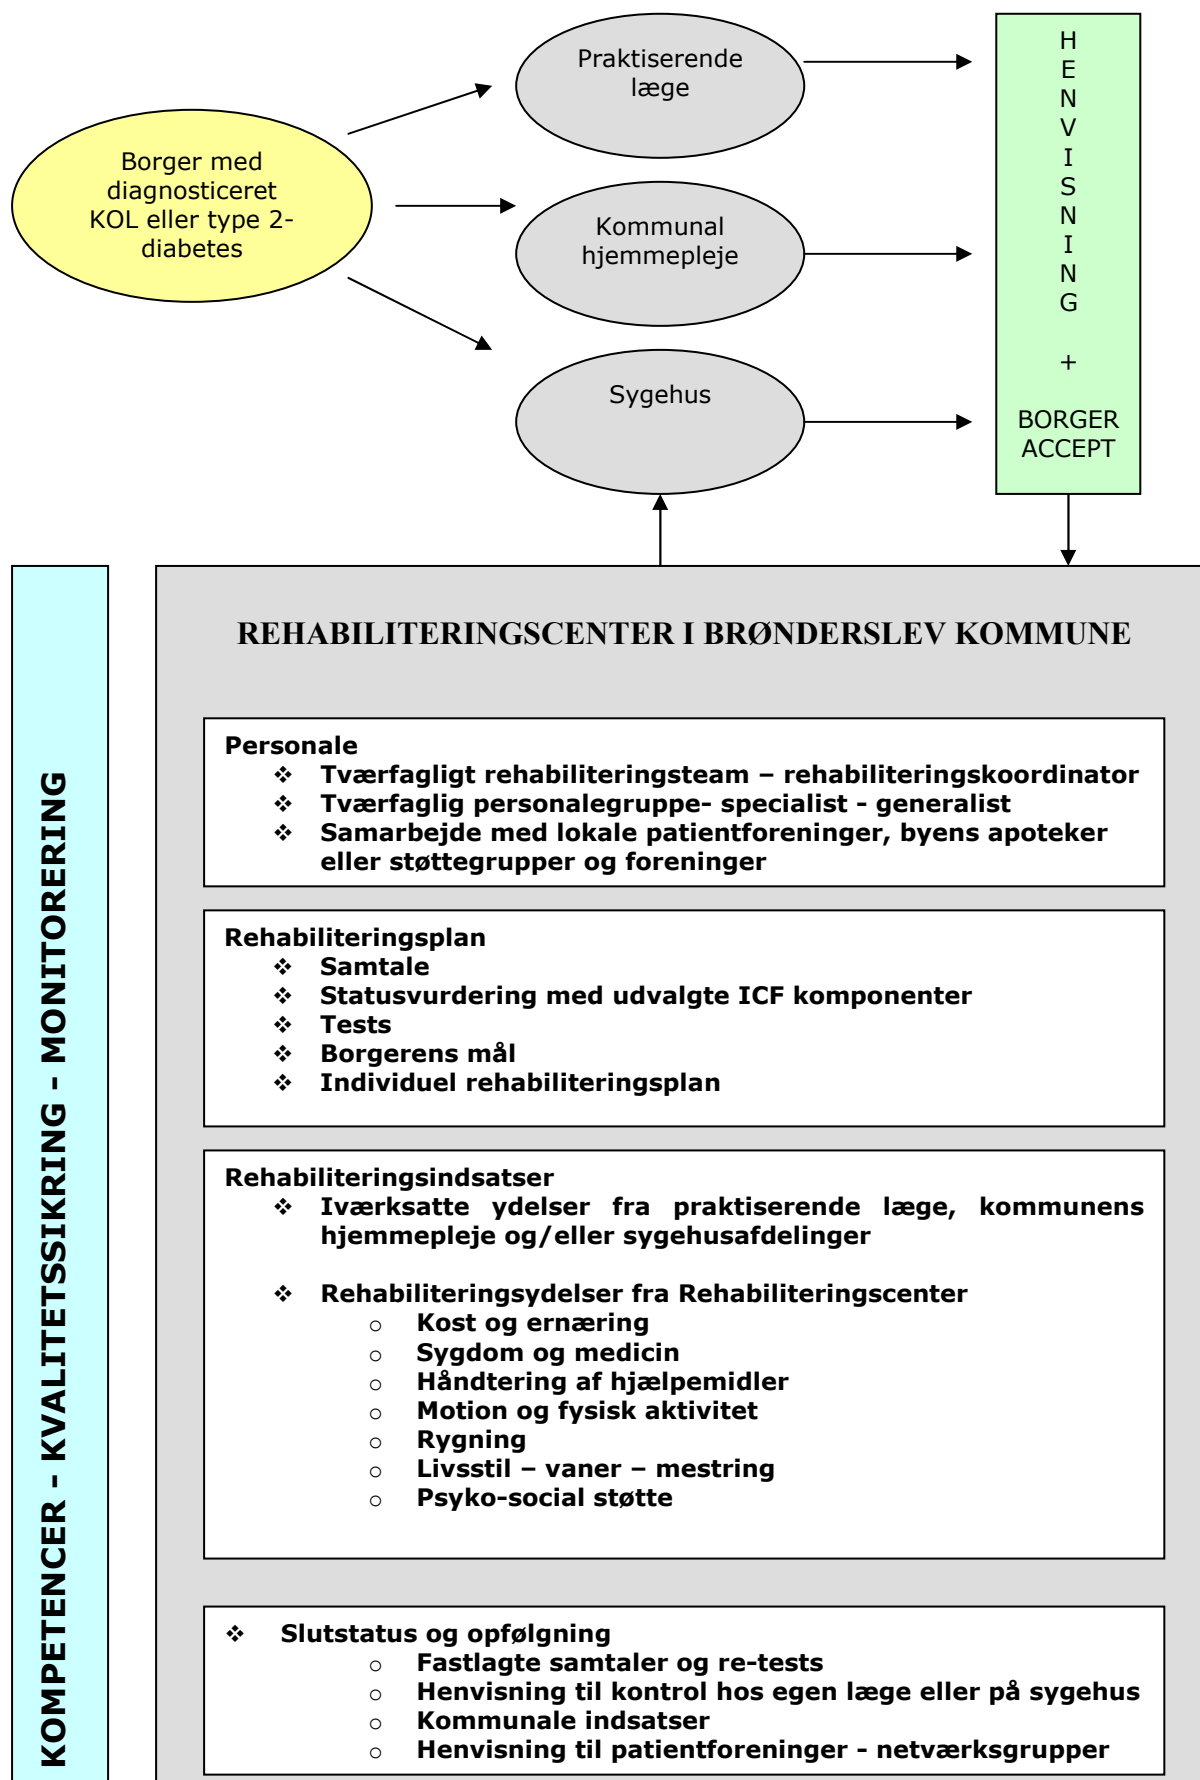 Borger med
diagnosticeret
KOL eller type 2-
diabetes
Praktiserende
læge
Kommunal
hjemmepleje
Sygehus
H
E
N
V
I
S
N
I
N
G
+
BORGER
ACCEPT
KOMPETENCER - KVALITETSSIKRING - MONITORERING
REHABILITERINGSCENTER I BRØNDERSLEV KOMMUNE
Personale
❖ Tværfagligt rehabiliteringsteam – rehabiliteringskoordinator
❖ Tværfaglig personalegruppe- specialist - generalist
❖ Samarbejde med lokale patientforeninger, byens apoteker
eller støttegrupper og foreninger
Rehabiliteringsplan
❖ Samtale
❖ Statusvurdering med udvalgte ICF komponenter
❖ Tests
❖ Borgerens mål
❖ Individuel rehabiliteringsplan
Rehabiliteringsindsatser
❖ Iværksatte ydelser fra praktiserende læge, kommunens
hjemmepleje og/eller sygehusafdelinger
❖ Rehabiliteringsydelser fra Rehabiliteringscenter
o Kost og ernæring
o Sygdom og medicin
o Håndtering af hjælpemidler
o Motion og fysisk aktivitet
o Rygning
o Livsstil – vaner – mestring
o Psyko-social støtte
❖ Slutstatus og opfølgning
o Fastlagte samtaler og re-tests
o Henvisning til kontrol hos egen læge eller på sygehus
o Kommunale indsatser
o Henvisning til patientforeninger - netværksgrupper